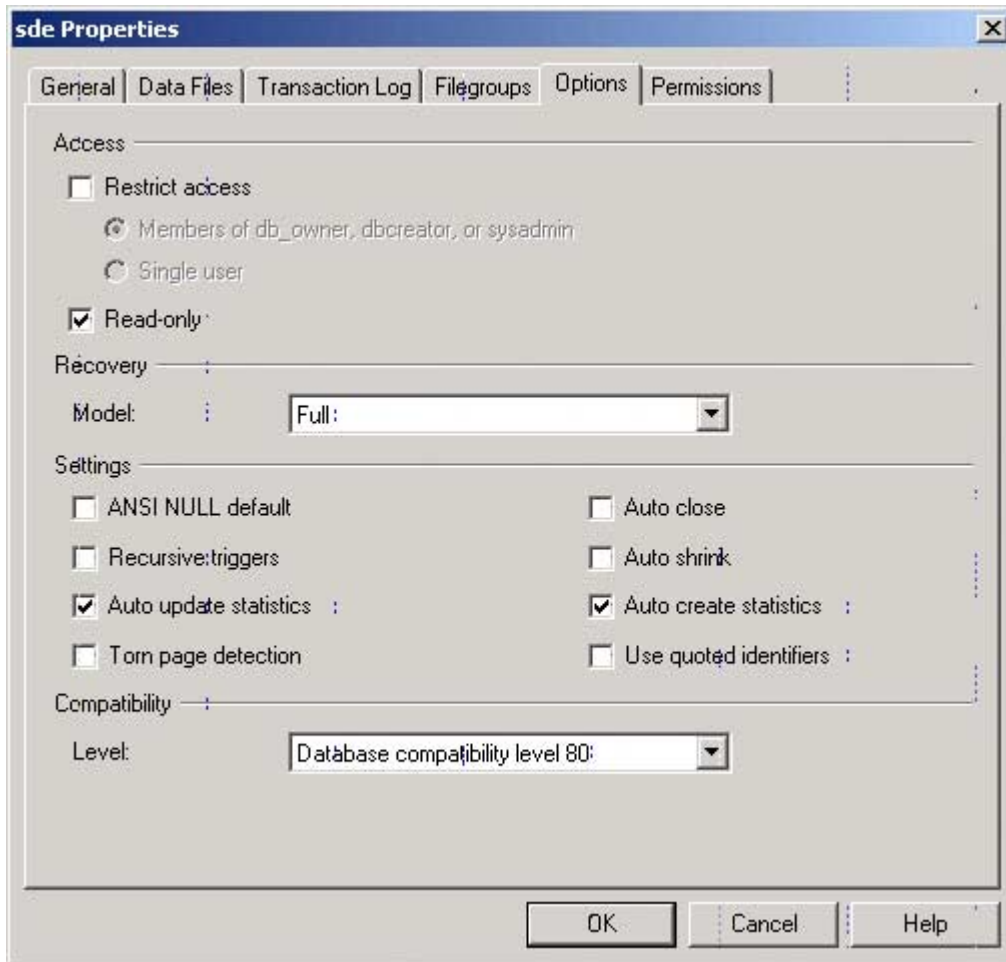 sde Properties
General Data Files Transaction Log Filegroups Options Permissions
Access
Restrict access
Members of db_owner, dbcreator, or sysadmin
Single user
Read-only
Recovery
Model: Full
Settings
ANSI NULL default Auto close
Recursive triggers Auto shrink
Auto update statistics Auto create statistics
Torn page detection Use quoted identifiers
Compatibility
Level: Database compatibility level 80
OK Cancel Help